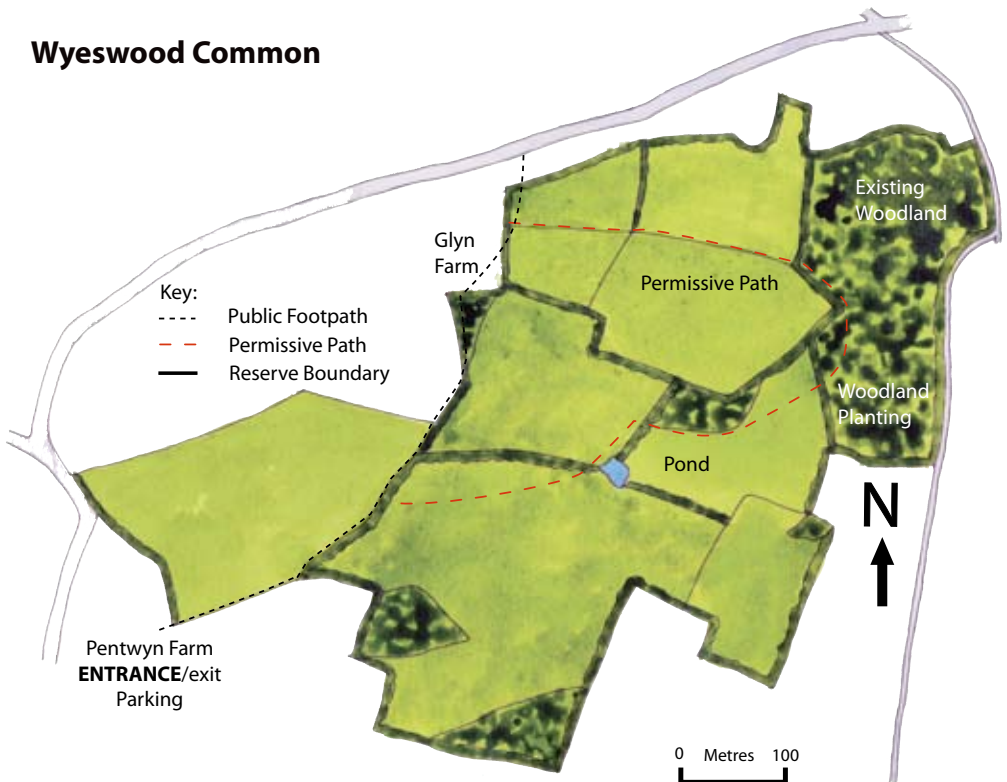 Wyeswood Common
Existing
Woodland
Glyn
Farm
Permissive Path
Key:
Public Footpath
Permissive Path
Reserve Boundary
Woodland
Planting
Pond
N
Pentwyn Farm
ENTRANCE/exit
Parking
0 Metres 100